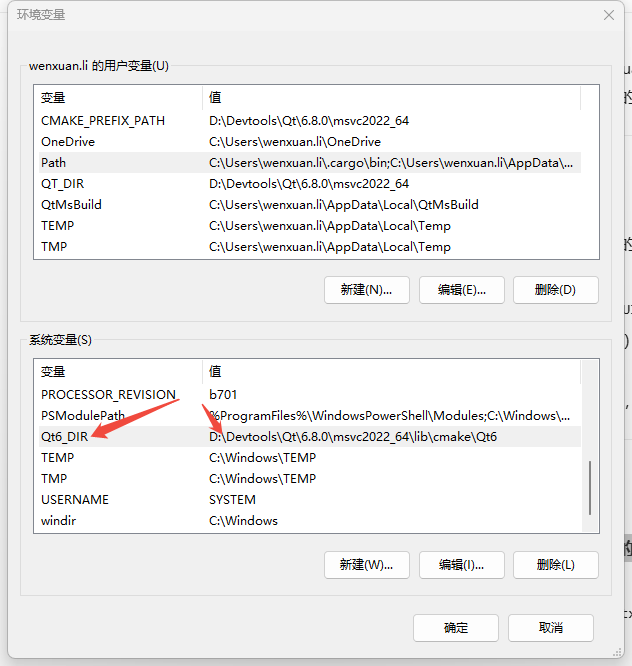 环境变量
wenxuan.li 的用户变量(U)
变量 值
CMAKE_PREFIX_PATH D:\Devtools\Qt\6.8.0\msvc2022_64
OneDrive C:\Users\wenxuan.li\OneDrive
Path C:\Users\wenxuan.li\.cargo\bin;C:\Users\wenxuan.li\AppData\...
QT_DIR D:\Devtools\Qt\6.8.0\msvc2022_64
QtMsBuild C:\Users\wenxuan.li\AppData\Local\QtMsBuild
TEMP C:\Users\wenxuan.li\AppData\Local\Temp
TMP C:\Users\wenxuan.li\AppData\Local\Temp
新建(N)... 编辑(E)... 删除(D)
系统变量(S)
变量 值
PROCESSOR_REVISION b701
PSModulePath %ProgramFiles%\WindowsPowerShell\Modules;C:\Windows\...
Qt6_DIR D:\Devtools\Qt\6.8.0\msvc2022_64\lib\cmake\Qt6
TEMP C:\Windows\TEMP
TMP C:\Windows\TEMP
USERNAME SYSTEM
windir C:\Windows
新建(W)... 编辑(I)... 删除(L)
确定 取消